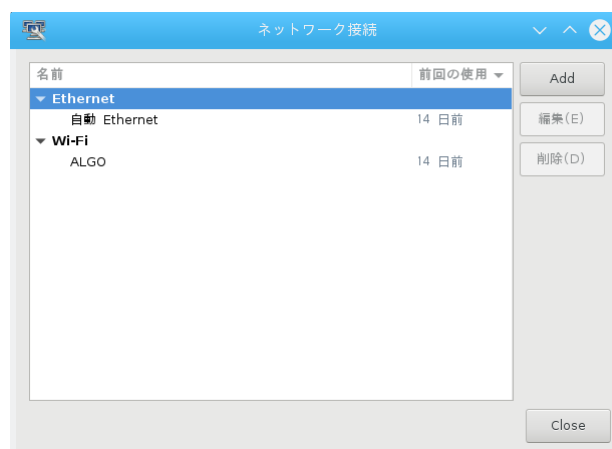 ネットワーク接続
名前 前回の使用
Add
Ethernet
自動 Ethernet 14 日前
編集(E)
Wi-Fi
ALGO 14 日前
削除(D)
Close